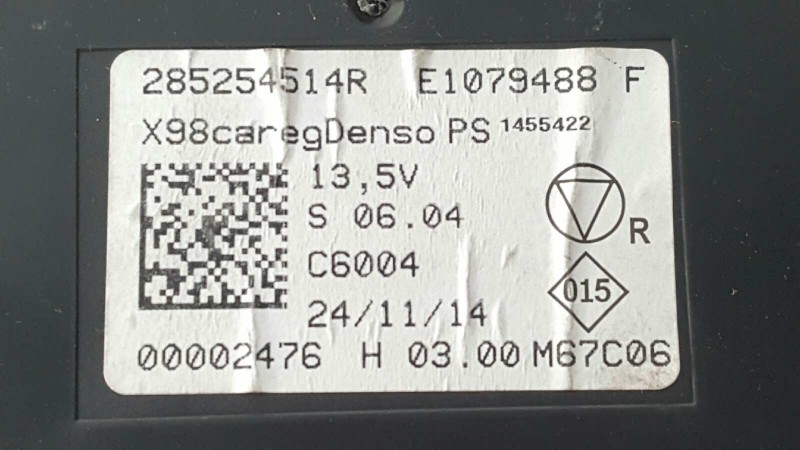 285254514R E1079488 F
X98caregDenso PS 1455422
13,5V
S 06.04
R
C6004
015
24/11/14
00002476 H 03.00 M67C06